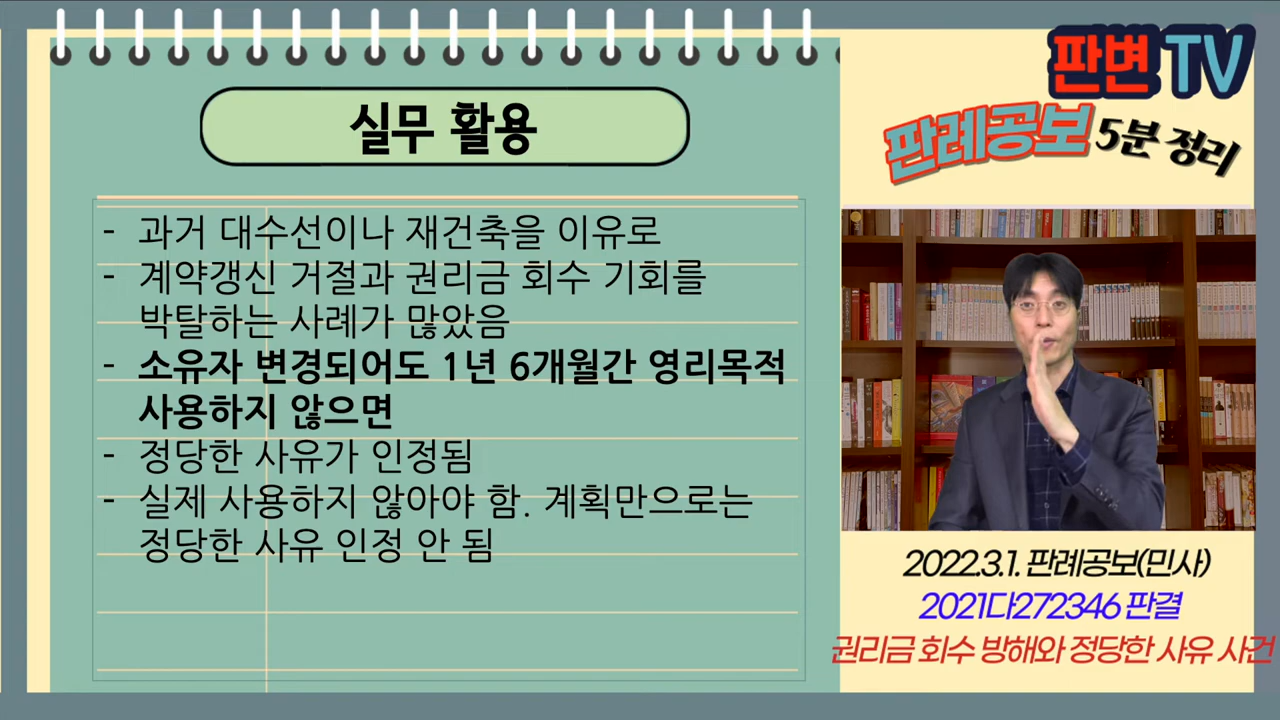 실무 활용
- 과거 대수선이나 재건축을 이유로
- 계약갱신 거절과 권리금 회수 기회를
박탈하는 사례가 많았음
- 소유자 변경되어도 1년 6개월간 영리목적
사용하지 않으면
- 정당한 사유가 인정됨
- 실제 사용하지 않아야 함. 계획만으로는
정당한 사유 인정 안 됨
판변 TV
판례공보 5분 정리
2022.3.1. 판례공보(민사)
2021다272346 판결
권리금 회수 방해와 정당한 사유 사건